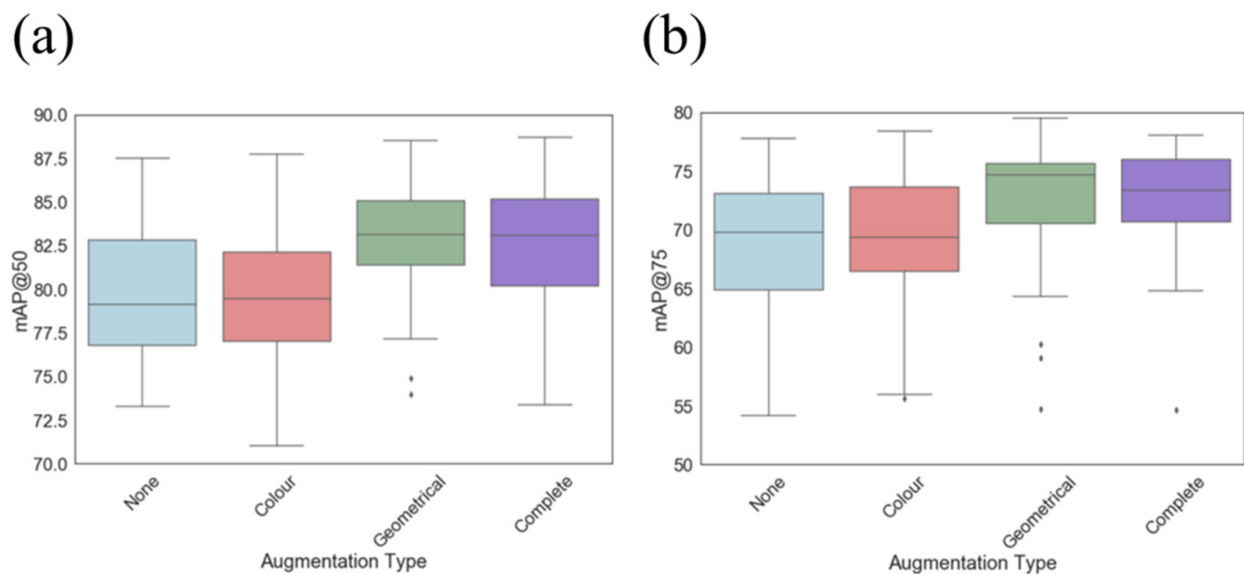 (a)
(b)
90.0
87.5
85.0
82.5
80.0
77.5
75.0
72.5
70.0
mAP@50
None
Colour
Geometrical
Complete
Augmentation Type
80
75
70
65
60
55
50
mAP@75
None
Colour
Geometrical
Complete
Augmentation Type